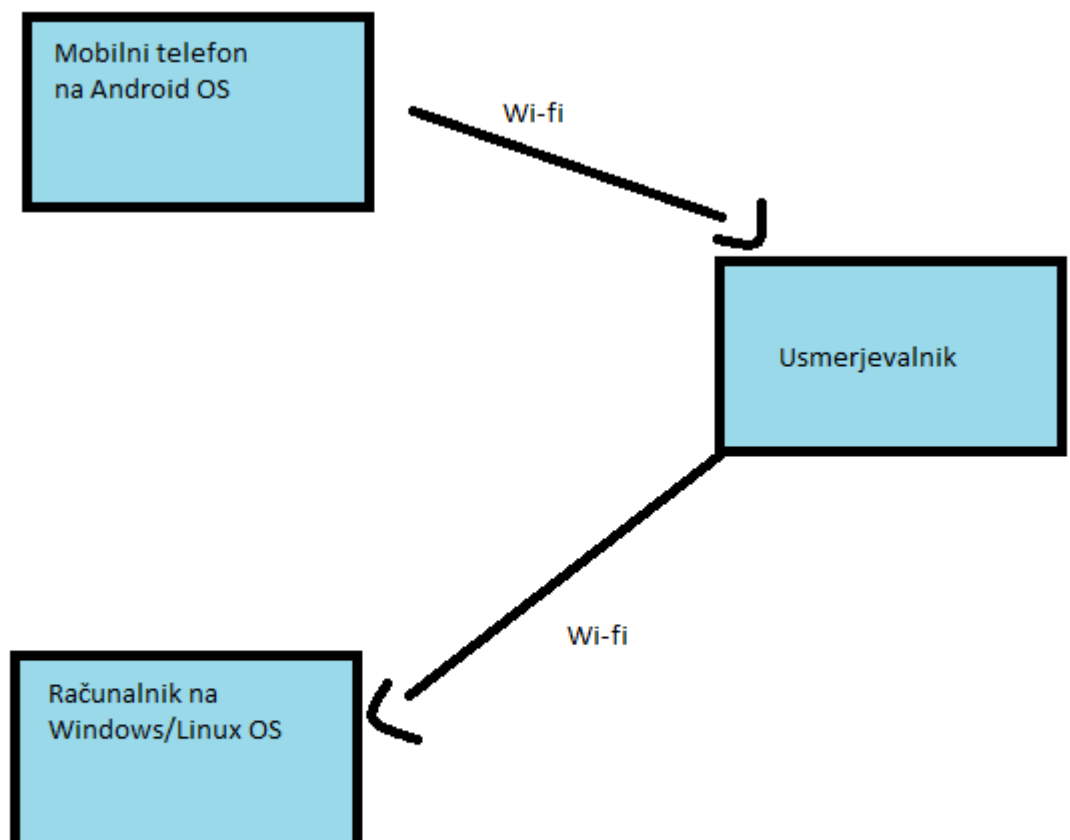 Mobilni telefon
na Android OS
Wi-fi
Usmerjevalnik
Wi-fi
Računalnik na
Windows/Linux OS